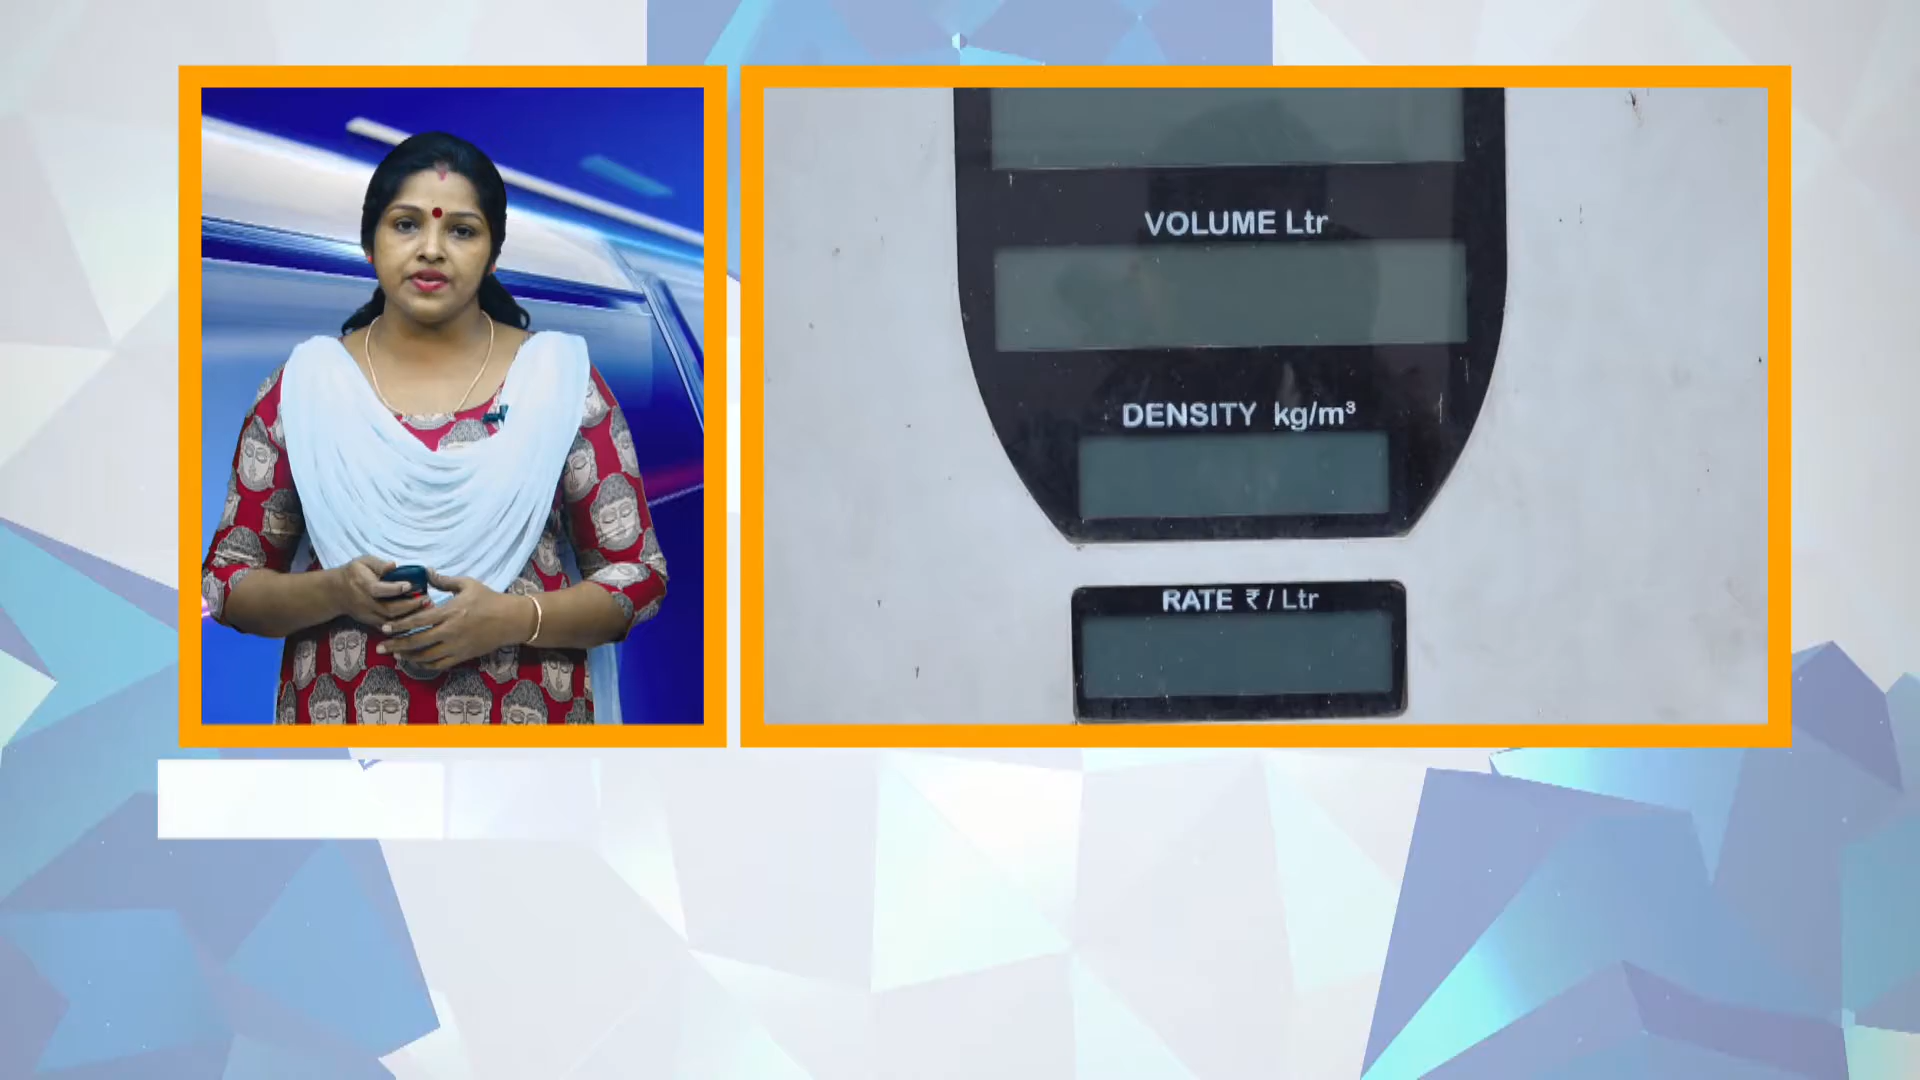 VOLUME Ltr
DENSITY kg/m³
RATE ₹ / Ltr